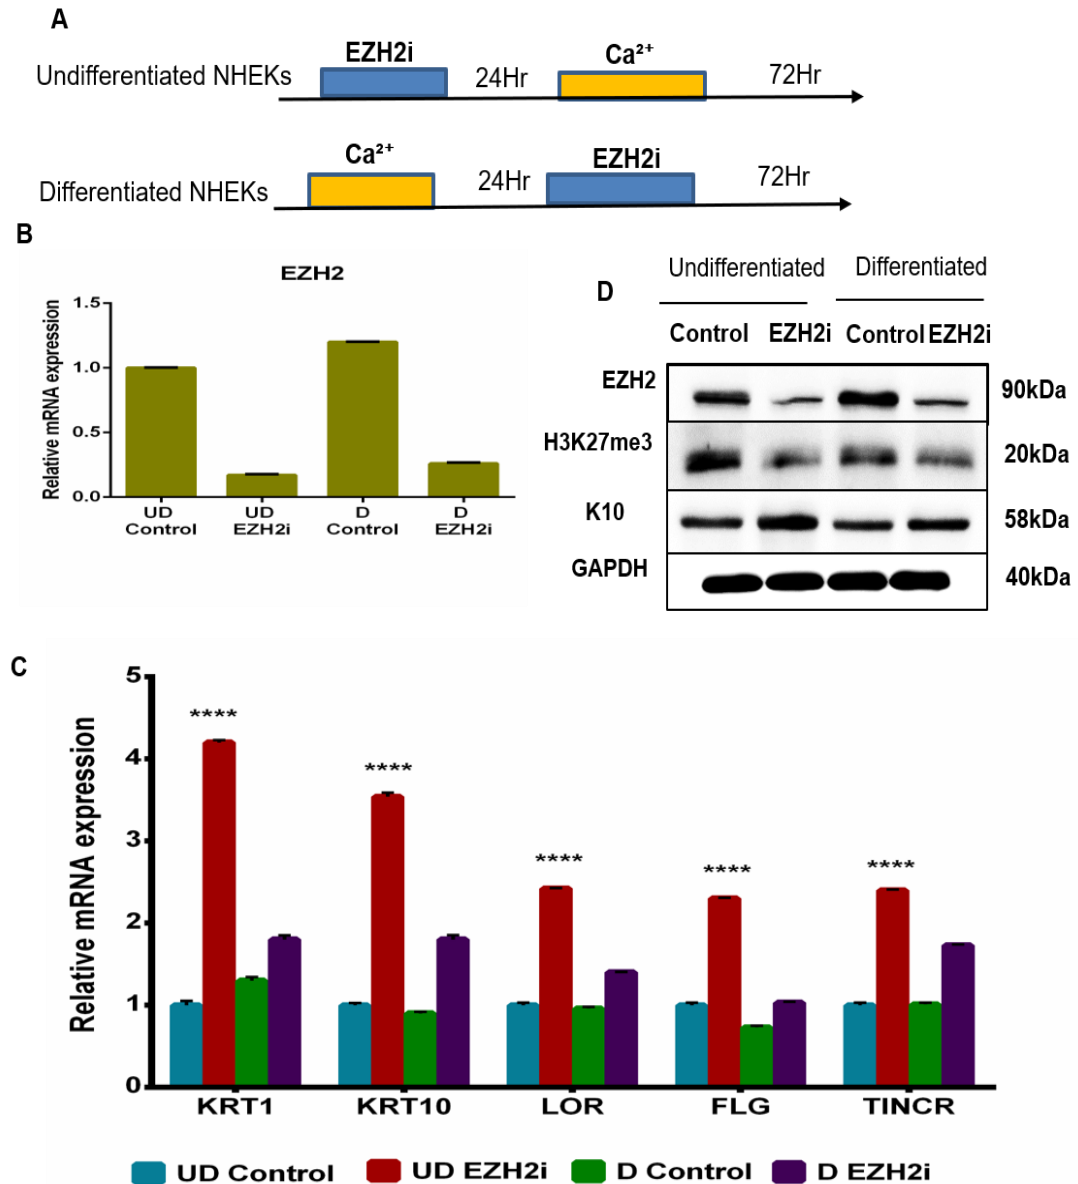 A
EZH2i
Ca²⁺
Undifferentiated NHEKs
24Hr
72Hr
Ca²⁺
EZH2i
Differentiated NHEKs
24Hr
72Hr
B
EZH2
Relative mRNA expression
1.5
1.0
0.5
0.0
UD Control
UD EZH2i
D Control
D EZH2i
D
Undifferentiated
Differentiated
Control EZH2i Control EZH2i
EZH2 90kDa
H3K27me3 20kDa
K10 58kDa
GAPDH 40kDa
C
Relative mRNA expression
5
4
3
2
1
0
****
****
****
****
****
KRT1 KRT10 LOR FLG TINCR
UD Control UD EZH2i D Control D EZH2i